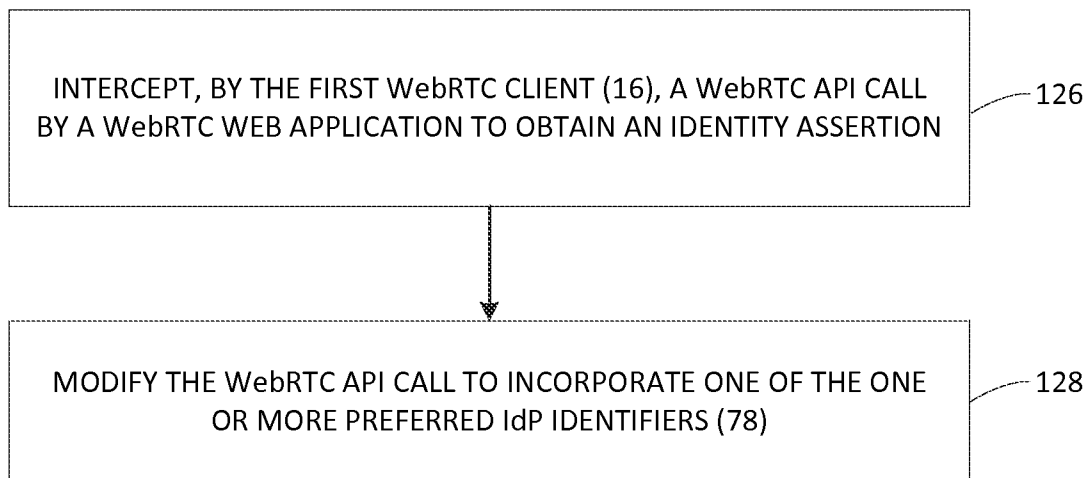 INTERCEPT, BY THE FIRST WebRTC CLIENT (16), A WebRTC API CALL
BY A WebRTC WEB APPLICATION TO OBTAIN AN IDENTITY ASSERTION
126
MODIFY THE WebRTC API CALL TO INCORPORATE ONE OF THE ONE
OR MORE PREFERRED IdP IDENTIFIERS (78)
128